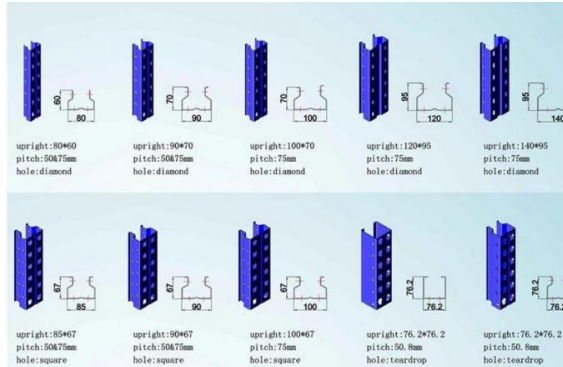 60
80
70
90
70
100
95
120
95
140
upright:80*60
pitch:50&75mm
hole:diamond
upright:90*70
pitch:50&75mm
hole:diamond
upright:100*70
pitch:75mm
hole:diamond
upright:120*95
pitch:75mm
hole:diamond
upright:140*95
pitch:75mm
hole:diamond
67
85
67
90
67
100
76.2
76.2
76.2
76.2
upright:85*67
pitch:50&75mm
hole:square
upright:90*67
pitch:50&75mm
hole:square
upright:100*67
pitch:75mm
hole:square
upright:76.2*76.2
pitch:50.8mm
hole:teardrop
upright:76.2*76.2
pitch:50.8mm
hole:teardrop